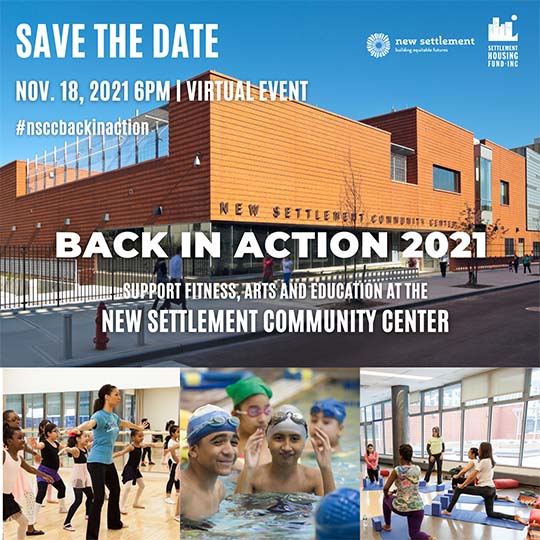 SAVE THE DATE
new settlement
building equitable futures
SETTLEMENT
HOUSING
FUND·INC
NOV. 18, 2021 6PM | VIRTUAL EVENT
#nsccbackinaction
NEW SETTLEMENT COMMUNITY CENTER
BACK IN ACTION 2021
SUPPORT FITNESS, ARTS AND EDUCATION AT THE
NEW SETTLEMENT COMMUNITY CENTER